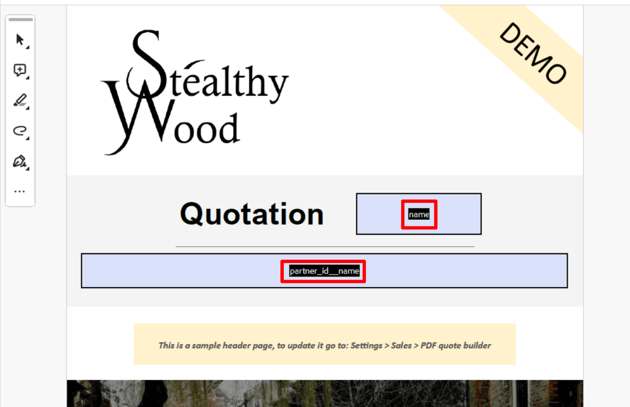 DEMO
Stéalthy
Wood
Quotation
name
partner_id__name
This is a sample header page, to update it go to: Settings > Sales > PDF quote builder